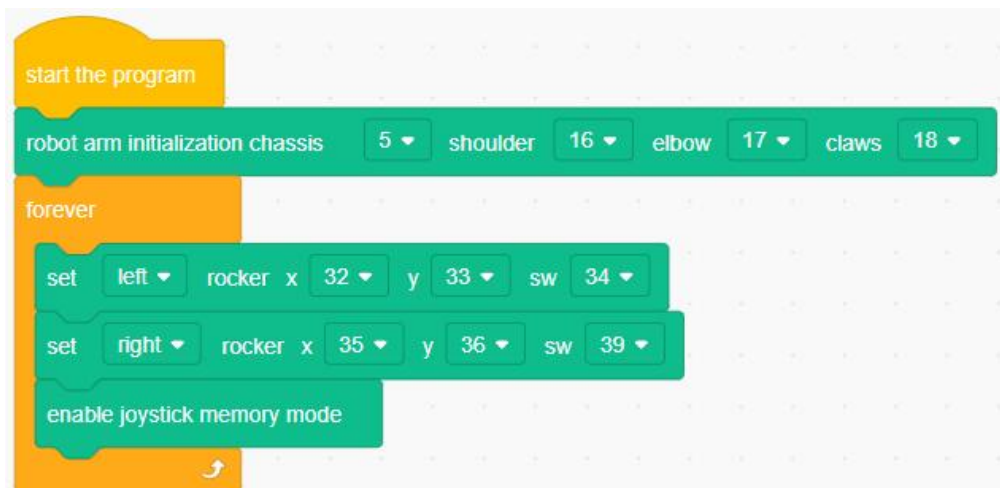 start the program
robot arm initialization chassis 5 shoulder 16 elbow 17 claws 18
forever
set left rocker x 32 y 33 sw 34
set right rocker x 35 y 36 sw 39
enable joystick memory mode